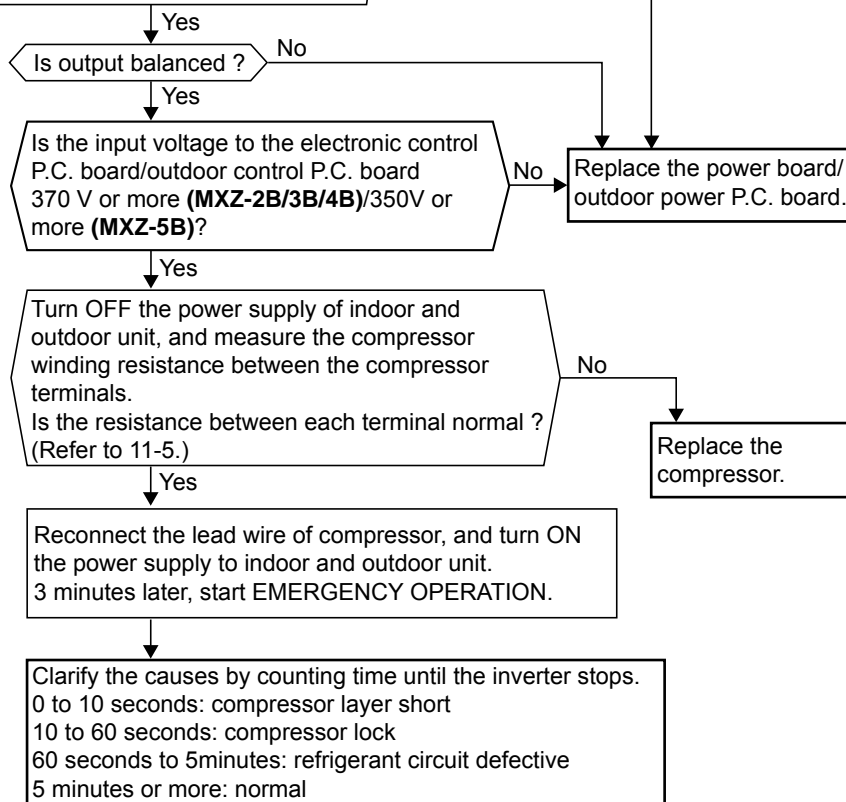 Yes
Is output balanced ?
No
Yes
Is the input voltage to the electronic control
P.C. board/outdoor control P.C. board
370 V or more (MXZ-2B/3B/4B)/350V or
more (MXZ-5B)?
No
Replace the power board/
outdoor power P.C. board.
Yes
Turn OFF the power supply of indoor and
outdoor unit, and measure the compressor
winding resistance between the compressor
terminals.
Is the resistance between each terminal normal ?
(Refer to 11-5.)
No
Replace the
compressor.
Yes
Reconnect the lead wire of compressor, and turn ON
the power supply to indoor and outdoor unit.
3 minutes later, start EMERGENCY OPERATION.
Clarify the causes by counting time until the inverter stops.
0 to 10 seconds: compressor layer short
10 to 60 seconds: compressor lock
60 seconds to 5minutes: refrigerant circuit defective
5 minutes or more: normal